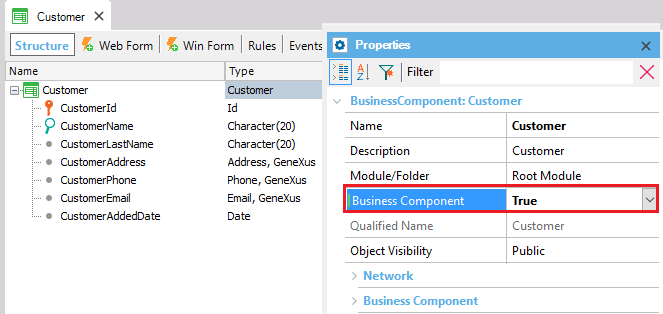 Customer
Structure Web Form Win Form Rules Events
Name Type
Customer Customer
CustomerId Id
CustomerName Character(20)
CustomerLastName Character(20)
CustomerAddress Address, GeneXus
CustomerPhone Phone, GeneXus
CustomerEmail Email, GeneXus
CustomerAddedDate Date
Properties
Filter
BusinessComponent: Customer
Name Customer
Description Customer
Module/Folder Root Module
Business Component True
Qualified Name Customer
Object Visibility Public
Network
Business Component